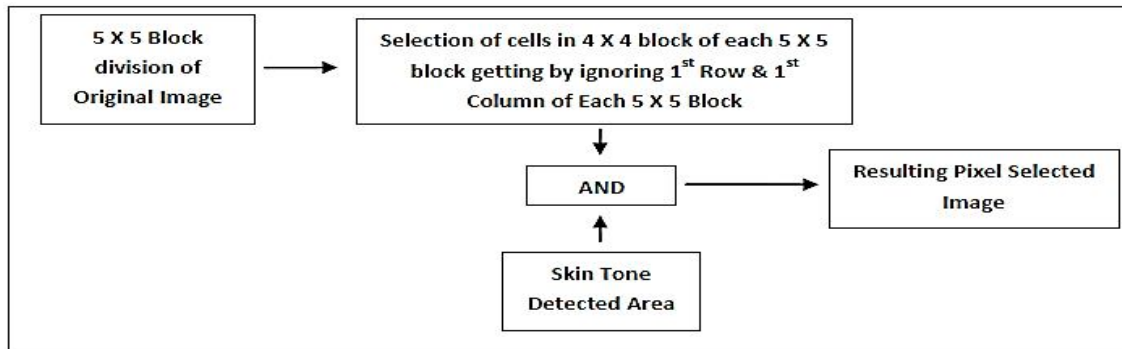 5 X 5 Block
division of
Original Image
Selection of cells in 4 X 4 block of each 5 X 5
block getting by ignoring 1st Row & 1st
Column of Each 5 X 5 Block
AND
Resulting Pixel Selected
Image
Skin Tone
Detected Area